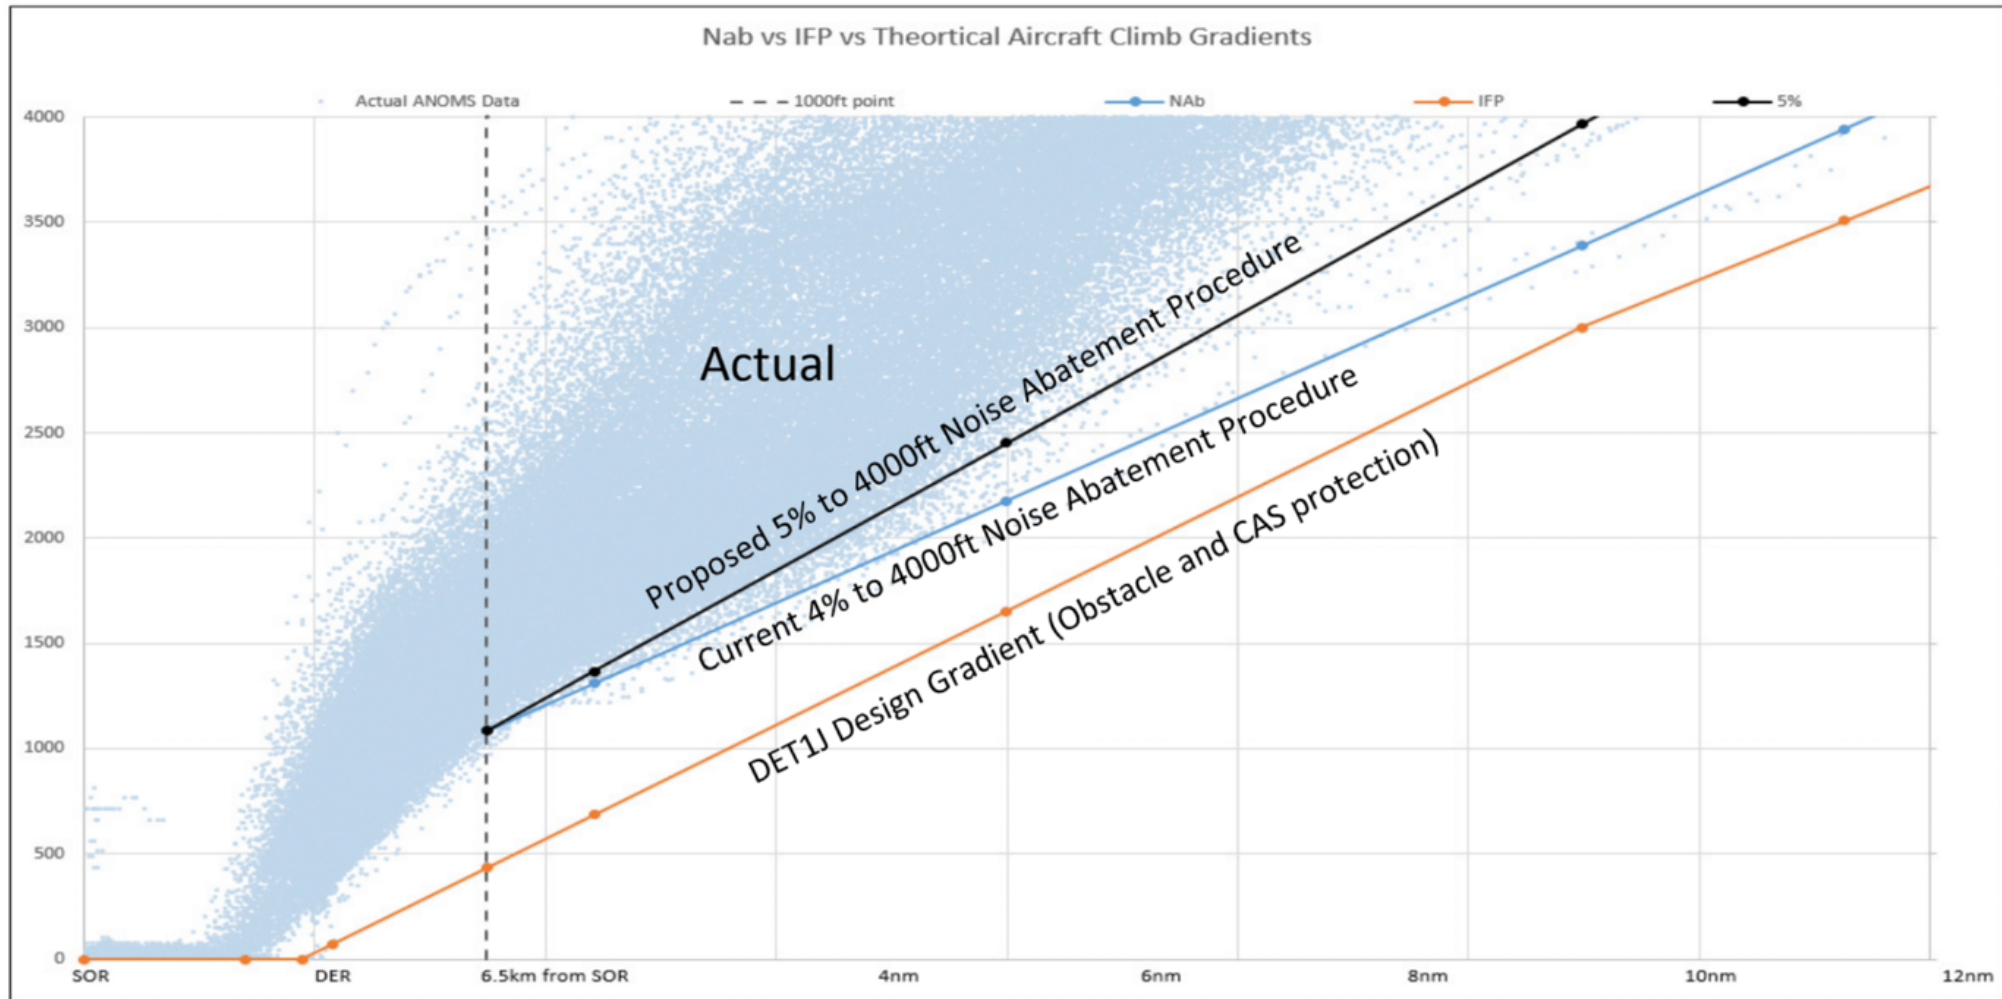 Nab vs IFP vs Theortical Aircraft Climb Gradients
Actual ANOMS Data
1000ft point
NAb
IFP
5%
4000
3500
3000
2500
2000
1500
1000
500
0
Actual
Proposed 5% to 4000ft Noise Abatement Procedure
Current 4% to 4000ft Noise Abatement Procedure
DET1J Design Gradient (Obstacle and CAS protection)
SOR
DER
6.5km from SOR
4nm
6nm
8nm
10nm
12nm